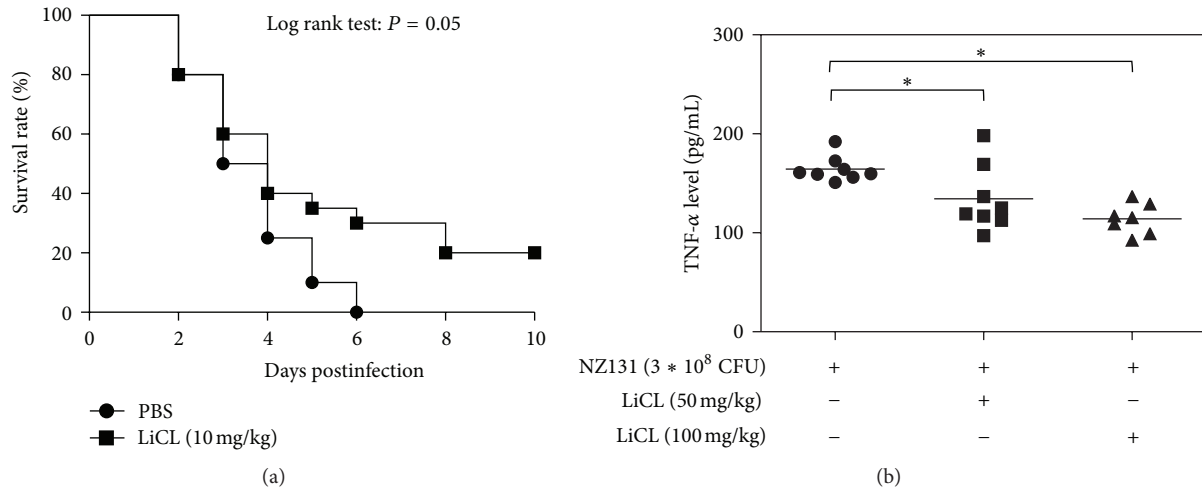 Log rank test: P = 0.05
Survival rate (%)
100
80
60
40
20
0
0 2 4 6 8 10
Days postinfection
PBS
LiCL (10 mg/kg)
(a)
*
*
TNF-α level (pg/mL)
300
200
100
0
NZ131 (3 * 10⁸ CFU) + + +
LiCL (50 mg/kg) − + −
LiCL (100 mg/kg) − − +
(b)